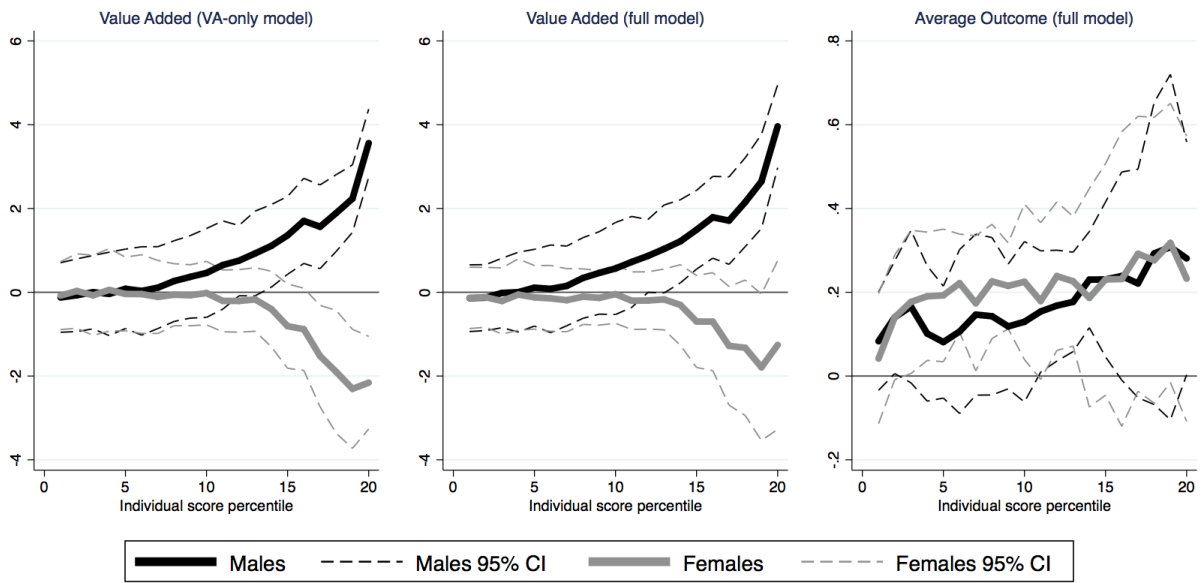 Value Added (VA-only model)
6
4
2
0
-2
-4
0 5 10 15 20
Individual score percentile
Value Added (full model)
6
4
2
0
-2
-4
0 5 10 15 20
Individual score percentile
Average Outcome (full model)
.8
.6
.4
.2
0
-.2
0 5 10 15 20
Individual score percentile
Males Males 95% CI Females Females 95% CI